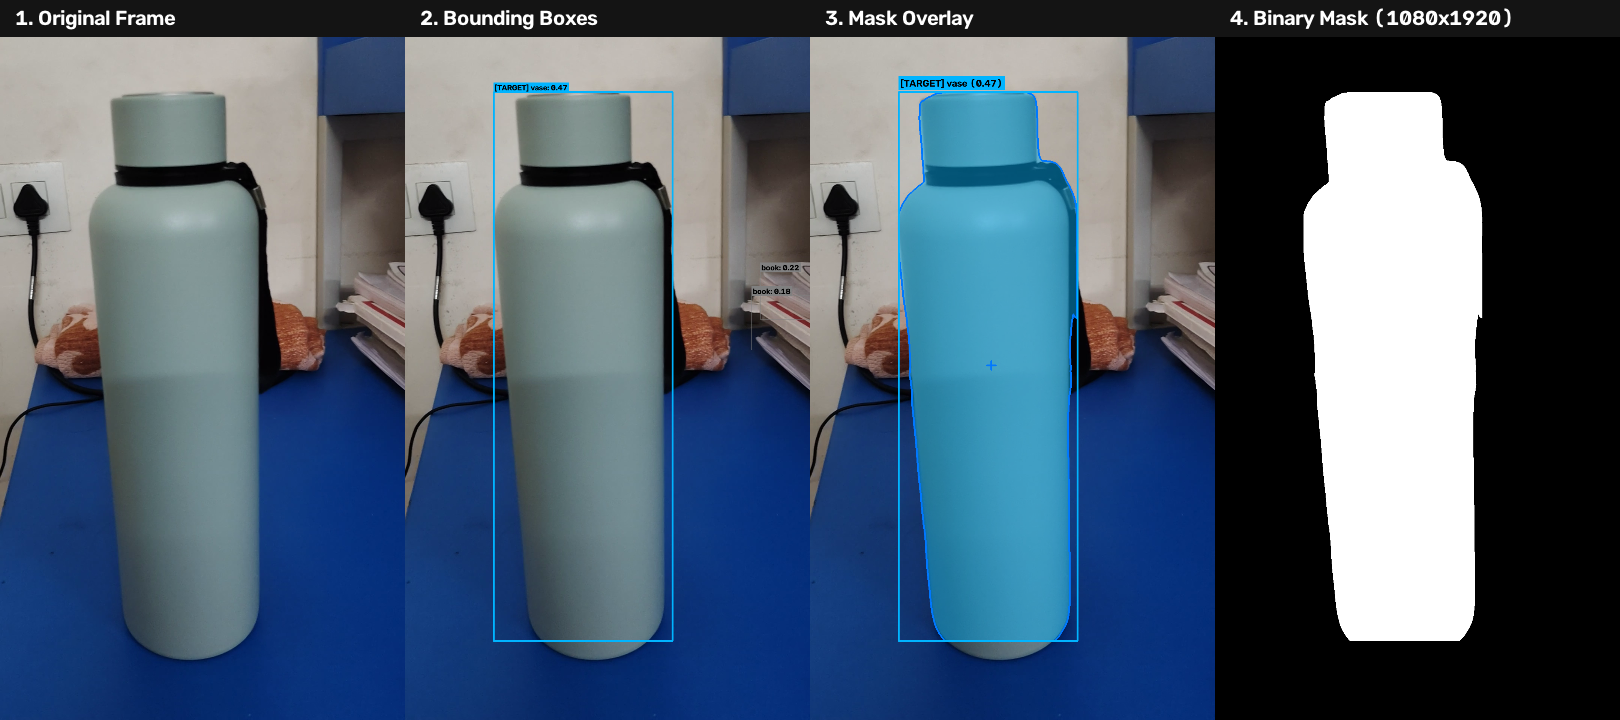 1. Original Frame
2. Bounding Boxes
3. Mask Overlay
4. Binary Mask (1080x1920)
[TARGET] vase: 0.47
[TARGET] vase (0.47)
book: 0.22
book: 0.18